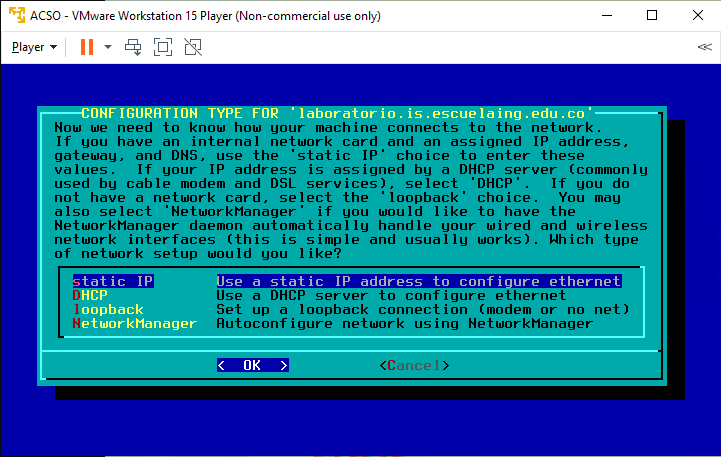 ACSO - VMware Workstation 15 Player (Non-commercial use only)
Player
CONFIGURATION TYPE FOR 'laboratorio.is.escuelaing.edu.co'
Now we need to know how your machine connects to the network.
If you have an internal network card and an assigned IP address,
gateway, and DNS, use the 'static IP' choice to enter these
values.  If your IP address is assigned by a DHCP server (commonly
used by cable modem and DSL services), select 'DHCP'.  If you do
not have a network card, select the 'loopback' choice.  You may
also select 'NetworkManager' if you would like to have the
NetworkManager daemon automatically handle your wired and wireless
network interfaces (this is simple and usually works). Which type
of network setup would you like?
static IP Use a static IP address to configure ethernet
DHCP Use a DHCP server to configure ethernet
loopback Set up a loopback connection (modem or no net)
NetworkManager Autoconfigure network using NetworkManager
<  OK  > <Cancel>